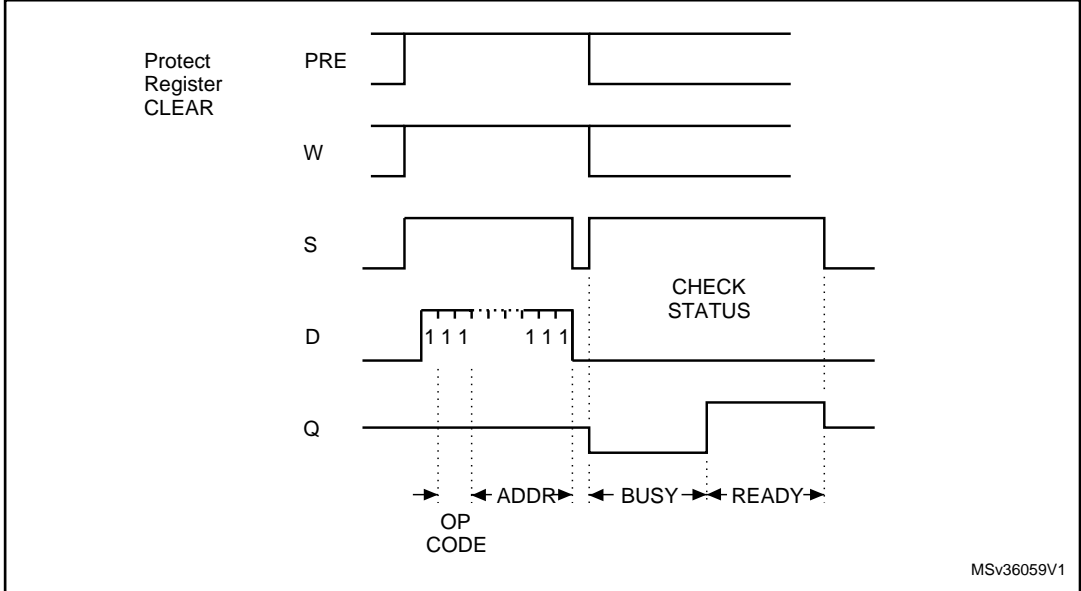 Protect
Register
CLEAR
PRE
W
S
CHECK
STATUS
D
1 1 1 1 1 1
Q
ADDR BUSY READY
OP
CODE
MSv36059V1